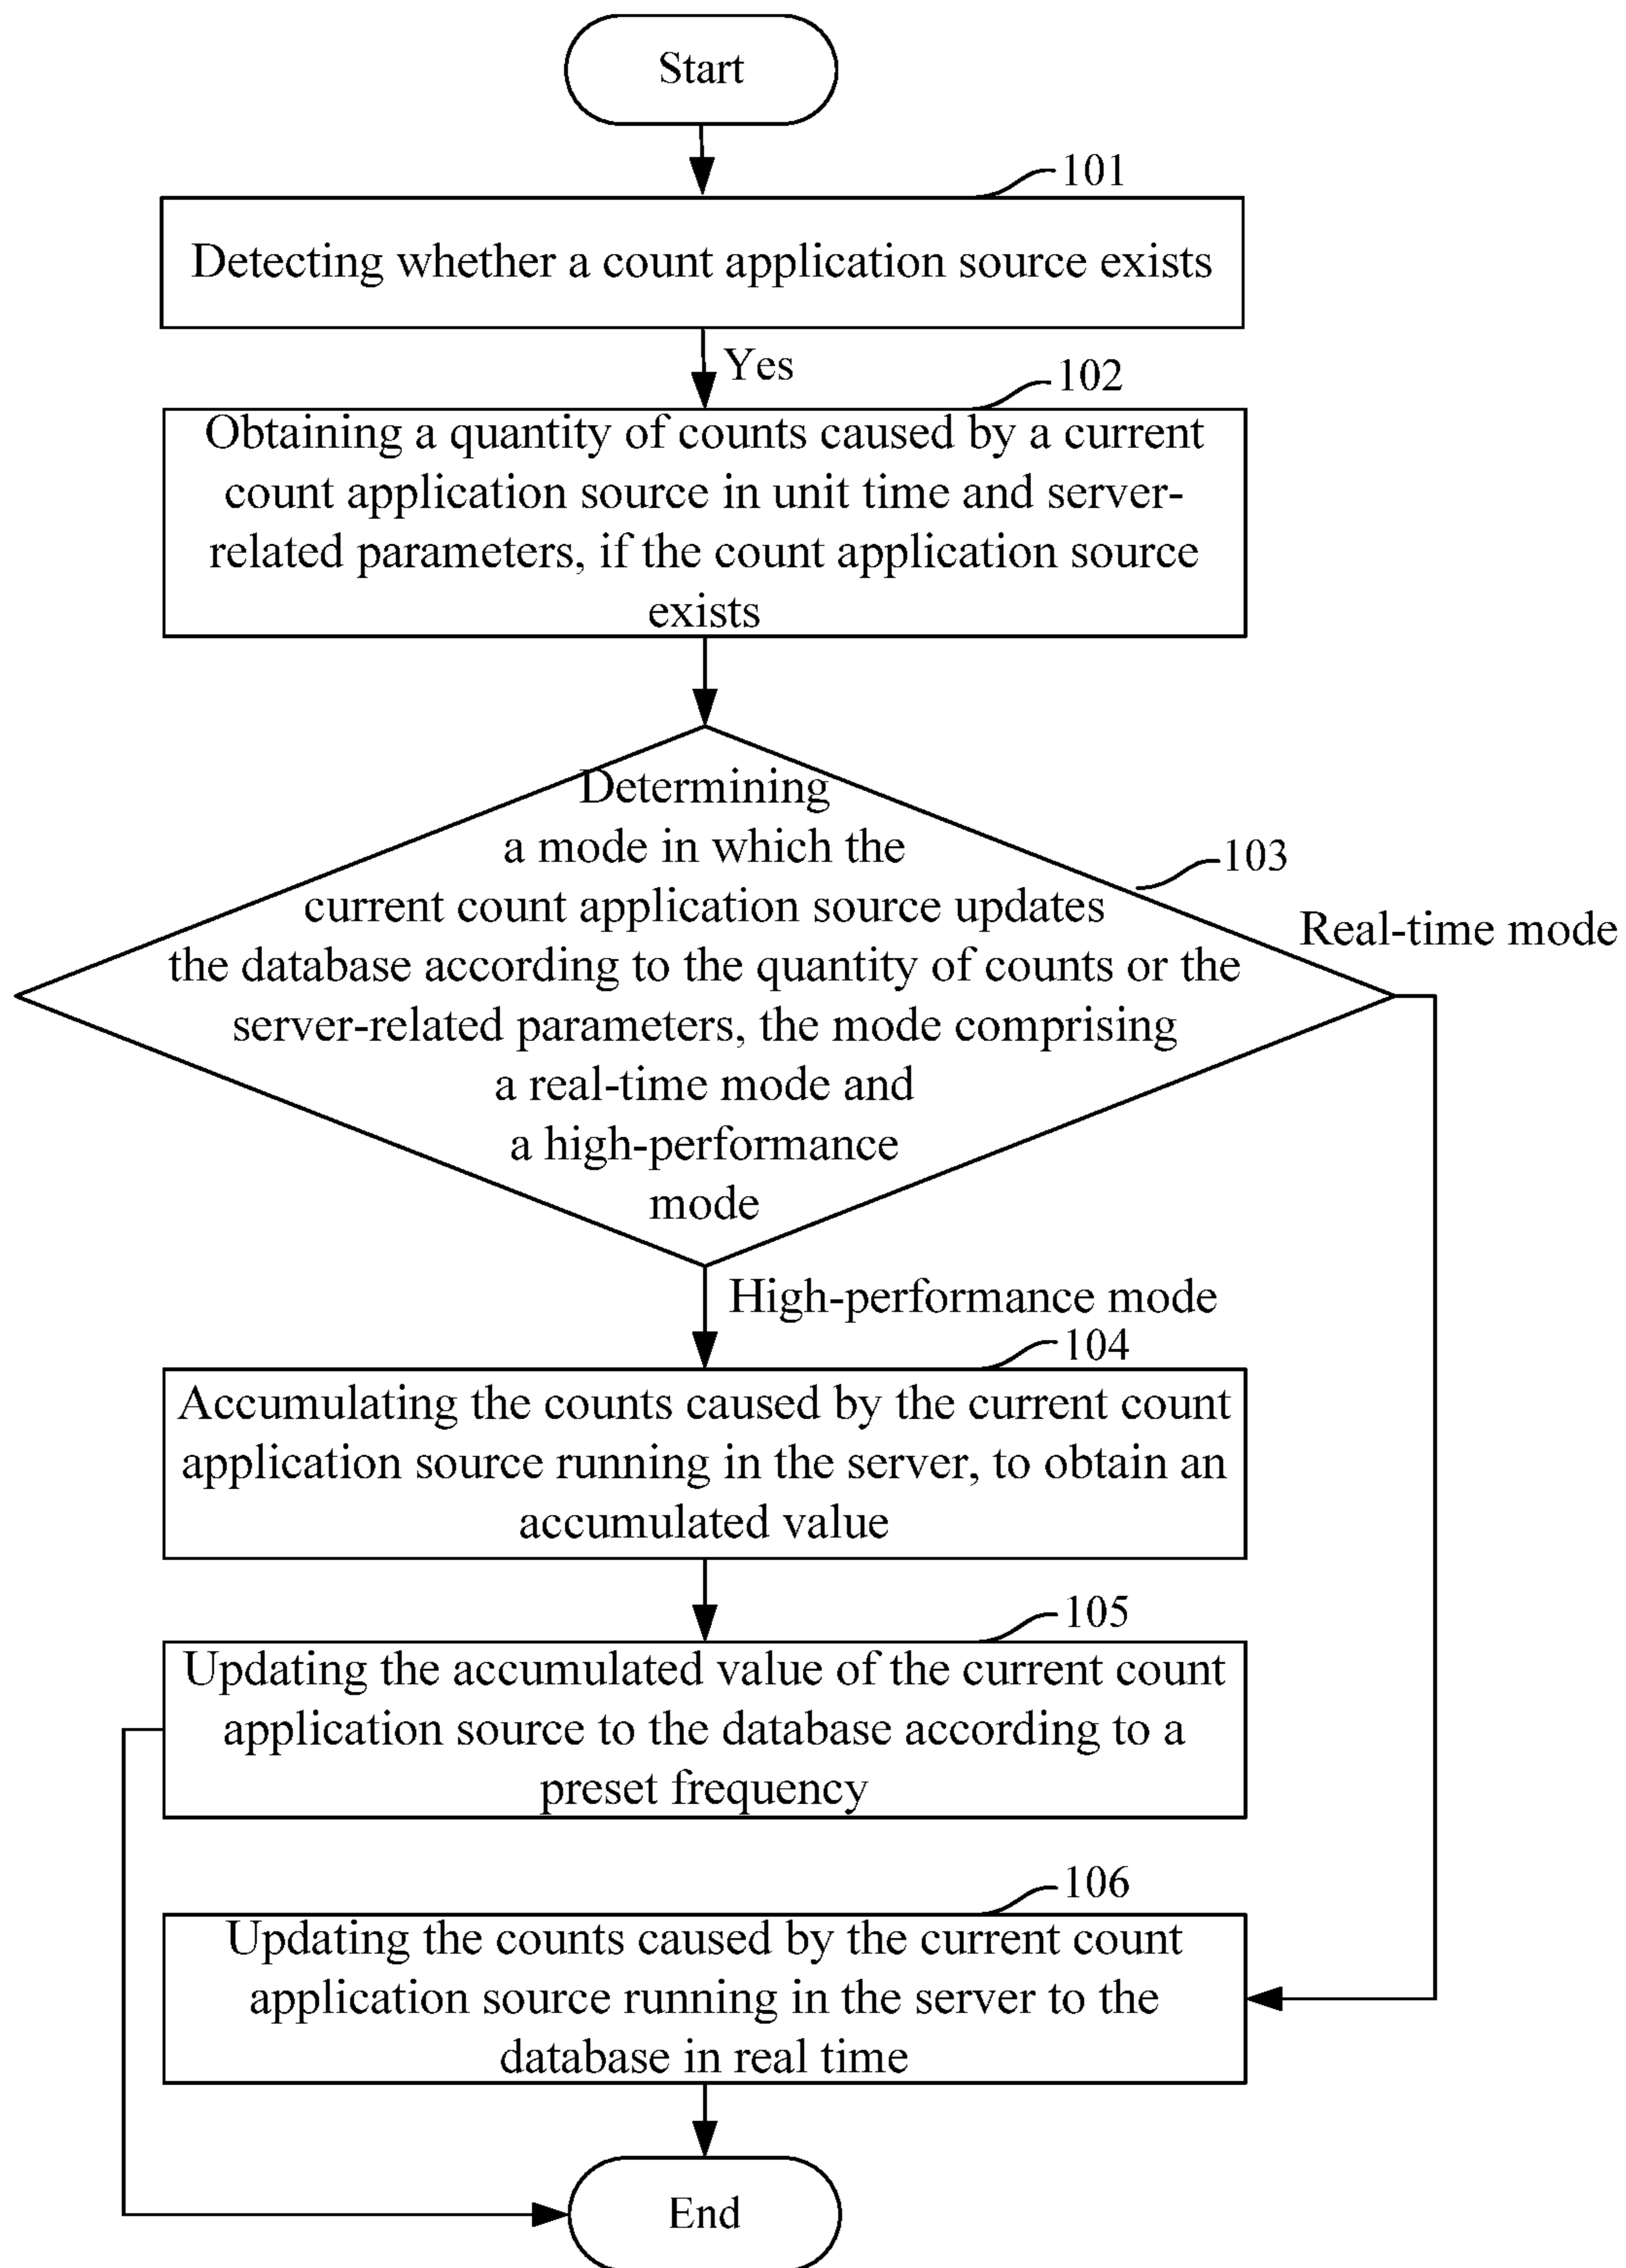 Start
101
Detecting whether a count application source exists
Yes
102
Obtaining a quantity of counts caused by a current
count application source in unit time and server-
related parameters, if the count application source
exists
Determining
a mode in which the
103
current count application source updates
Real-time mode
the database according to the quantity of counts or the
server-related parameters, the mode comprising
a real-time mode and
a high-performance
mode
High-performance mode
104
Accumulating the counts caused by the current count
application source running in the server, to obtain an
accumulated value
105
Updating the accumulated value of the current count
application source to the database according to a
preset frequency
106
Updating the counts caused by the current count
application source running in the server to the
database in real time
End